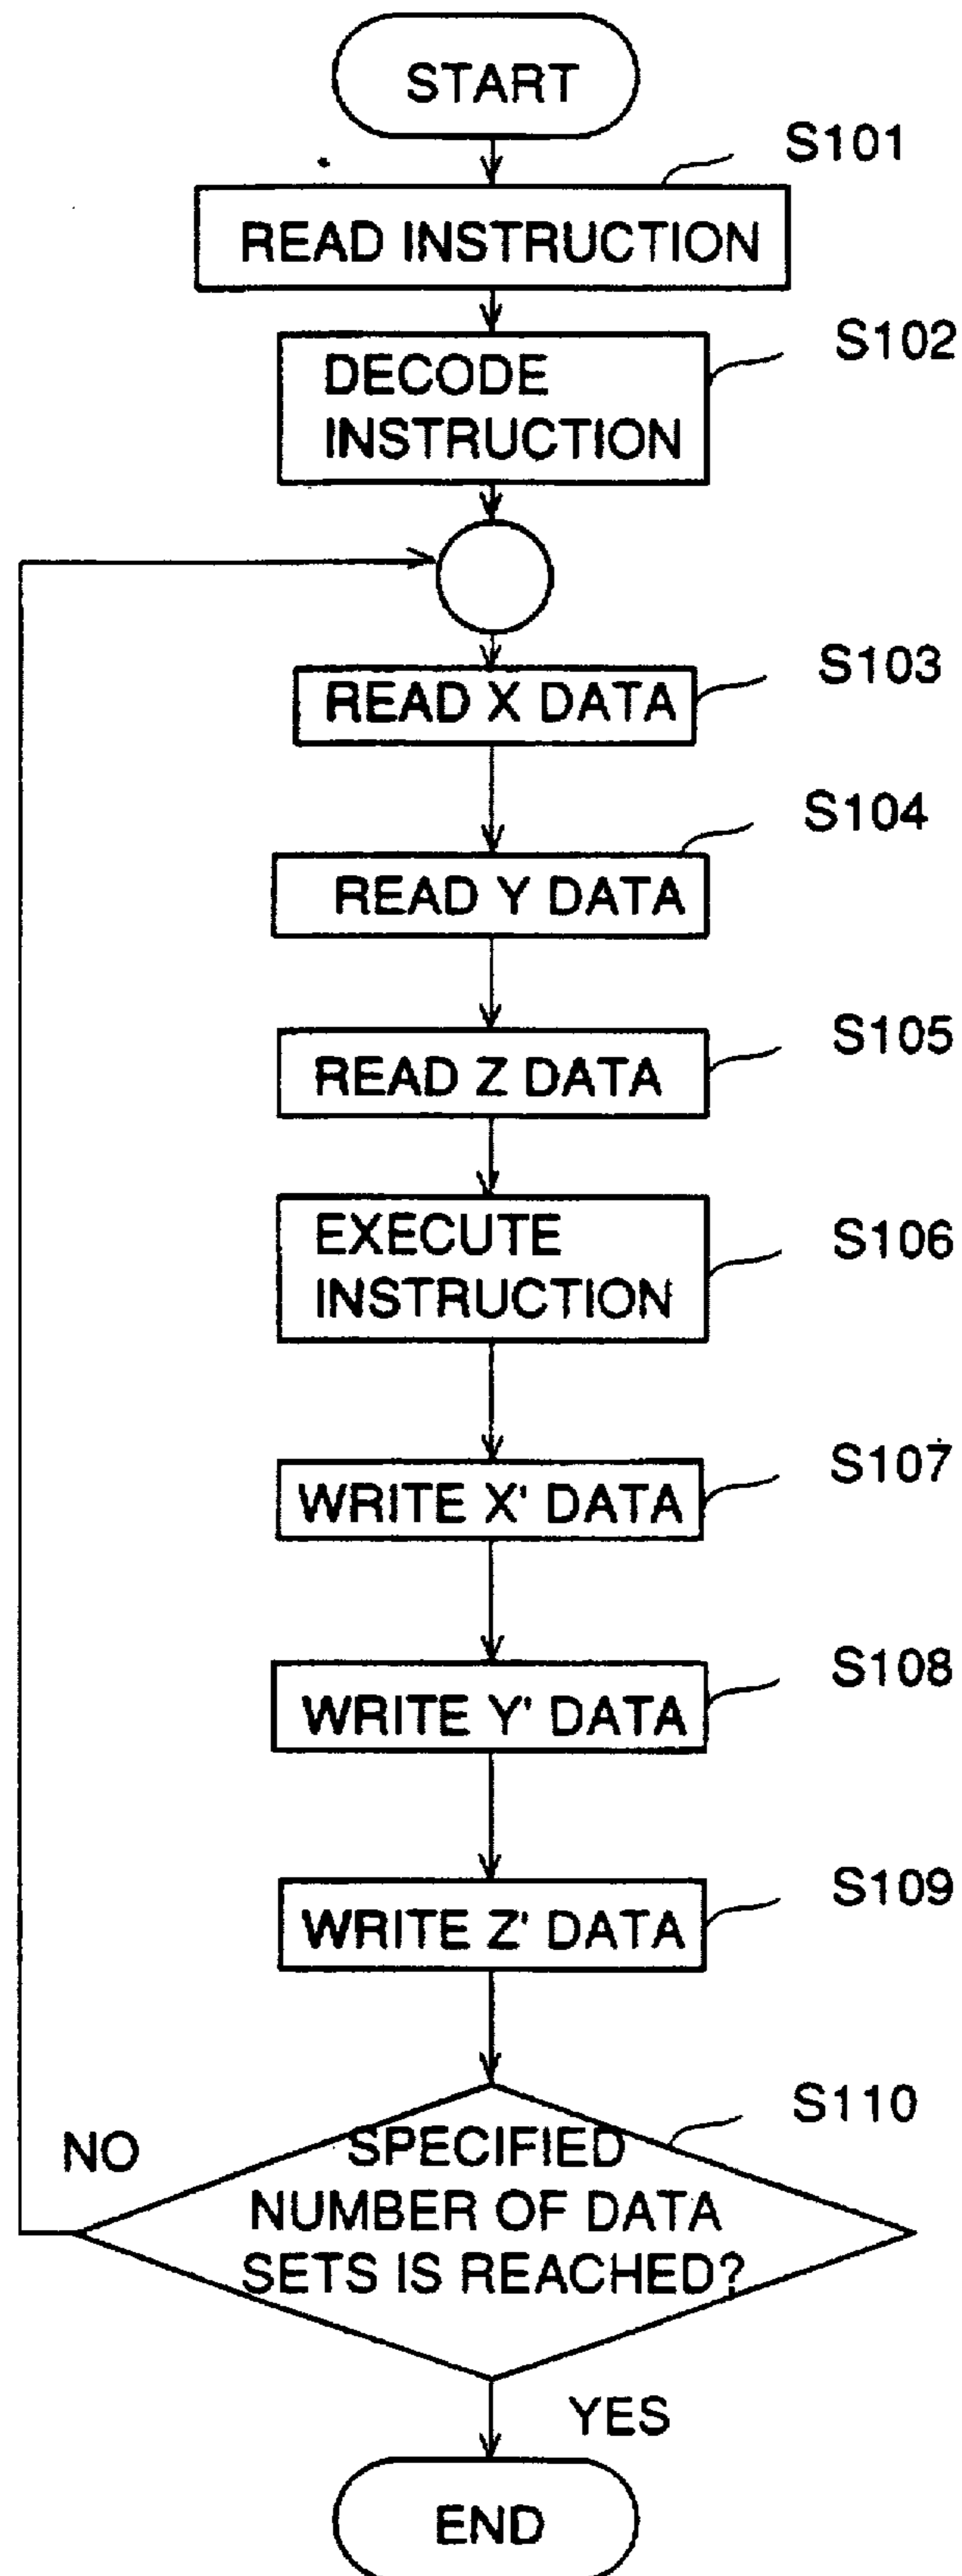 START
S101
READ INSTRUCTION
S102
DECODE
INSTRUCTION
S103
READ X DATA
S104
READ Y DATA
S105
READ Z DATA
S106
EXECUTE
INSTRUCTION
S107
WRITE X' DATA
S108
WRITE Y' DATA
S109
WRITE Z' DATA
S110
NO
SPECIFIED
NUMBER OF DATA
SETS IS REACHED?
YES
END